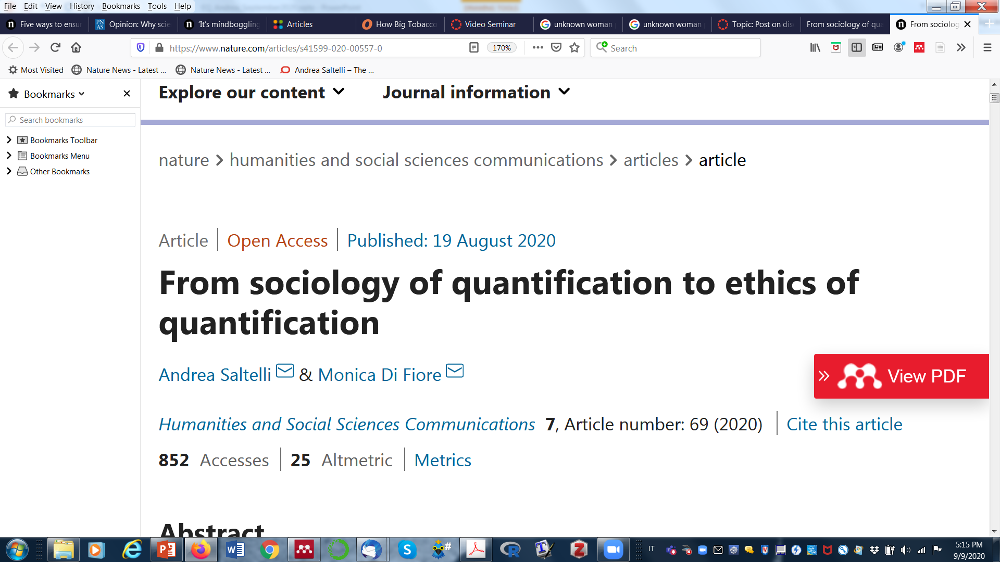 File Edit View History Bookmarks Tools Help
Five ways to ensur
PN AS Opinion: Why scie
'It's mindboggling
Articles
How Big Tobacco
Video Seminar
unknown woman
unknown woman
Topic: Post on dis
From sociology of qua
From sociolog
https://www.nature.com/articles/s41599-020-00557-0
170%
Search
Most Visited
Nature News - Latest ...
Nature News - Latest ...
Andrea Saltelli – The ...
Bookmarks
Search bookmarks
Bookmarks Toolbar
Bookmarks Menu
Other Bookmarks
Explore our content
Journal information
nature > humanities and social sciences communications > articles > article
Article | Open Access | Published: 19 August 2020
From sociology of quantification to ethics of
quantification
Andrea Saltelli & Monica Di Fiore
View PDF
Humanities and Social Sciences Communications 7, Article number: 69 (2020) | Cite this article
852 Accesses | 25 Altmetric | Metrics
Abstract
IT
5:15 PM
9/9/2020